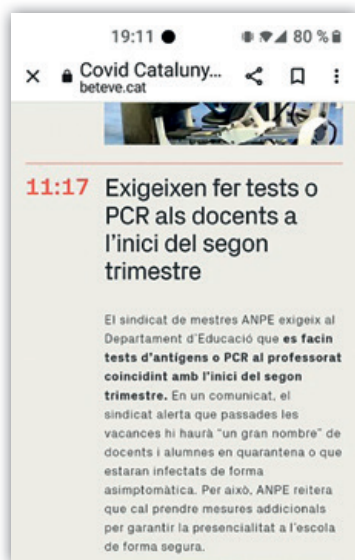 19:11
80 %
Covid Cataluny...
beteve.cat
11:17 Exigeixen fer tests o
PCR als docents a
l'inici del segon
trimestre
El sindicat de mestres ANPE exigeix al
Departament d'Educació que es facin
tests d'antígens o PCR al professorat
coincidint amb l'inici del segon
trimestre. En un comunicat, el
sindicat alerta que passades les
vacances hi haurà "un gran nombre" de
docents i alumnes en quarantena o que
estaran infectats de forma
asimptomàtica. Per això, ANPE reitera
que cal prendre mesures addicionals
per garantir la presencialitat a l'escola
de forma segura.